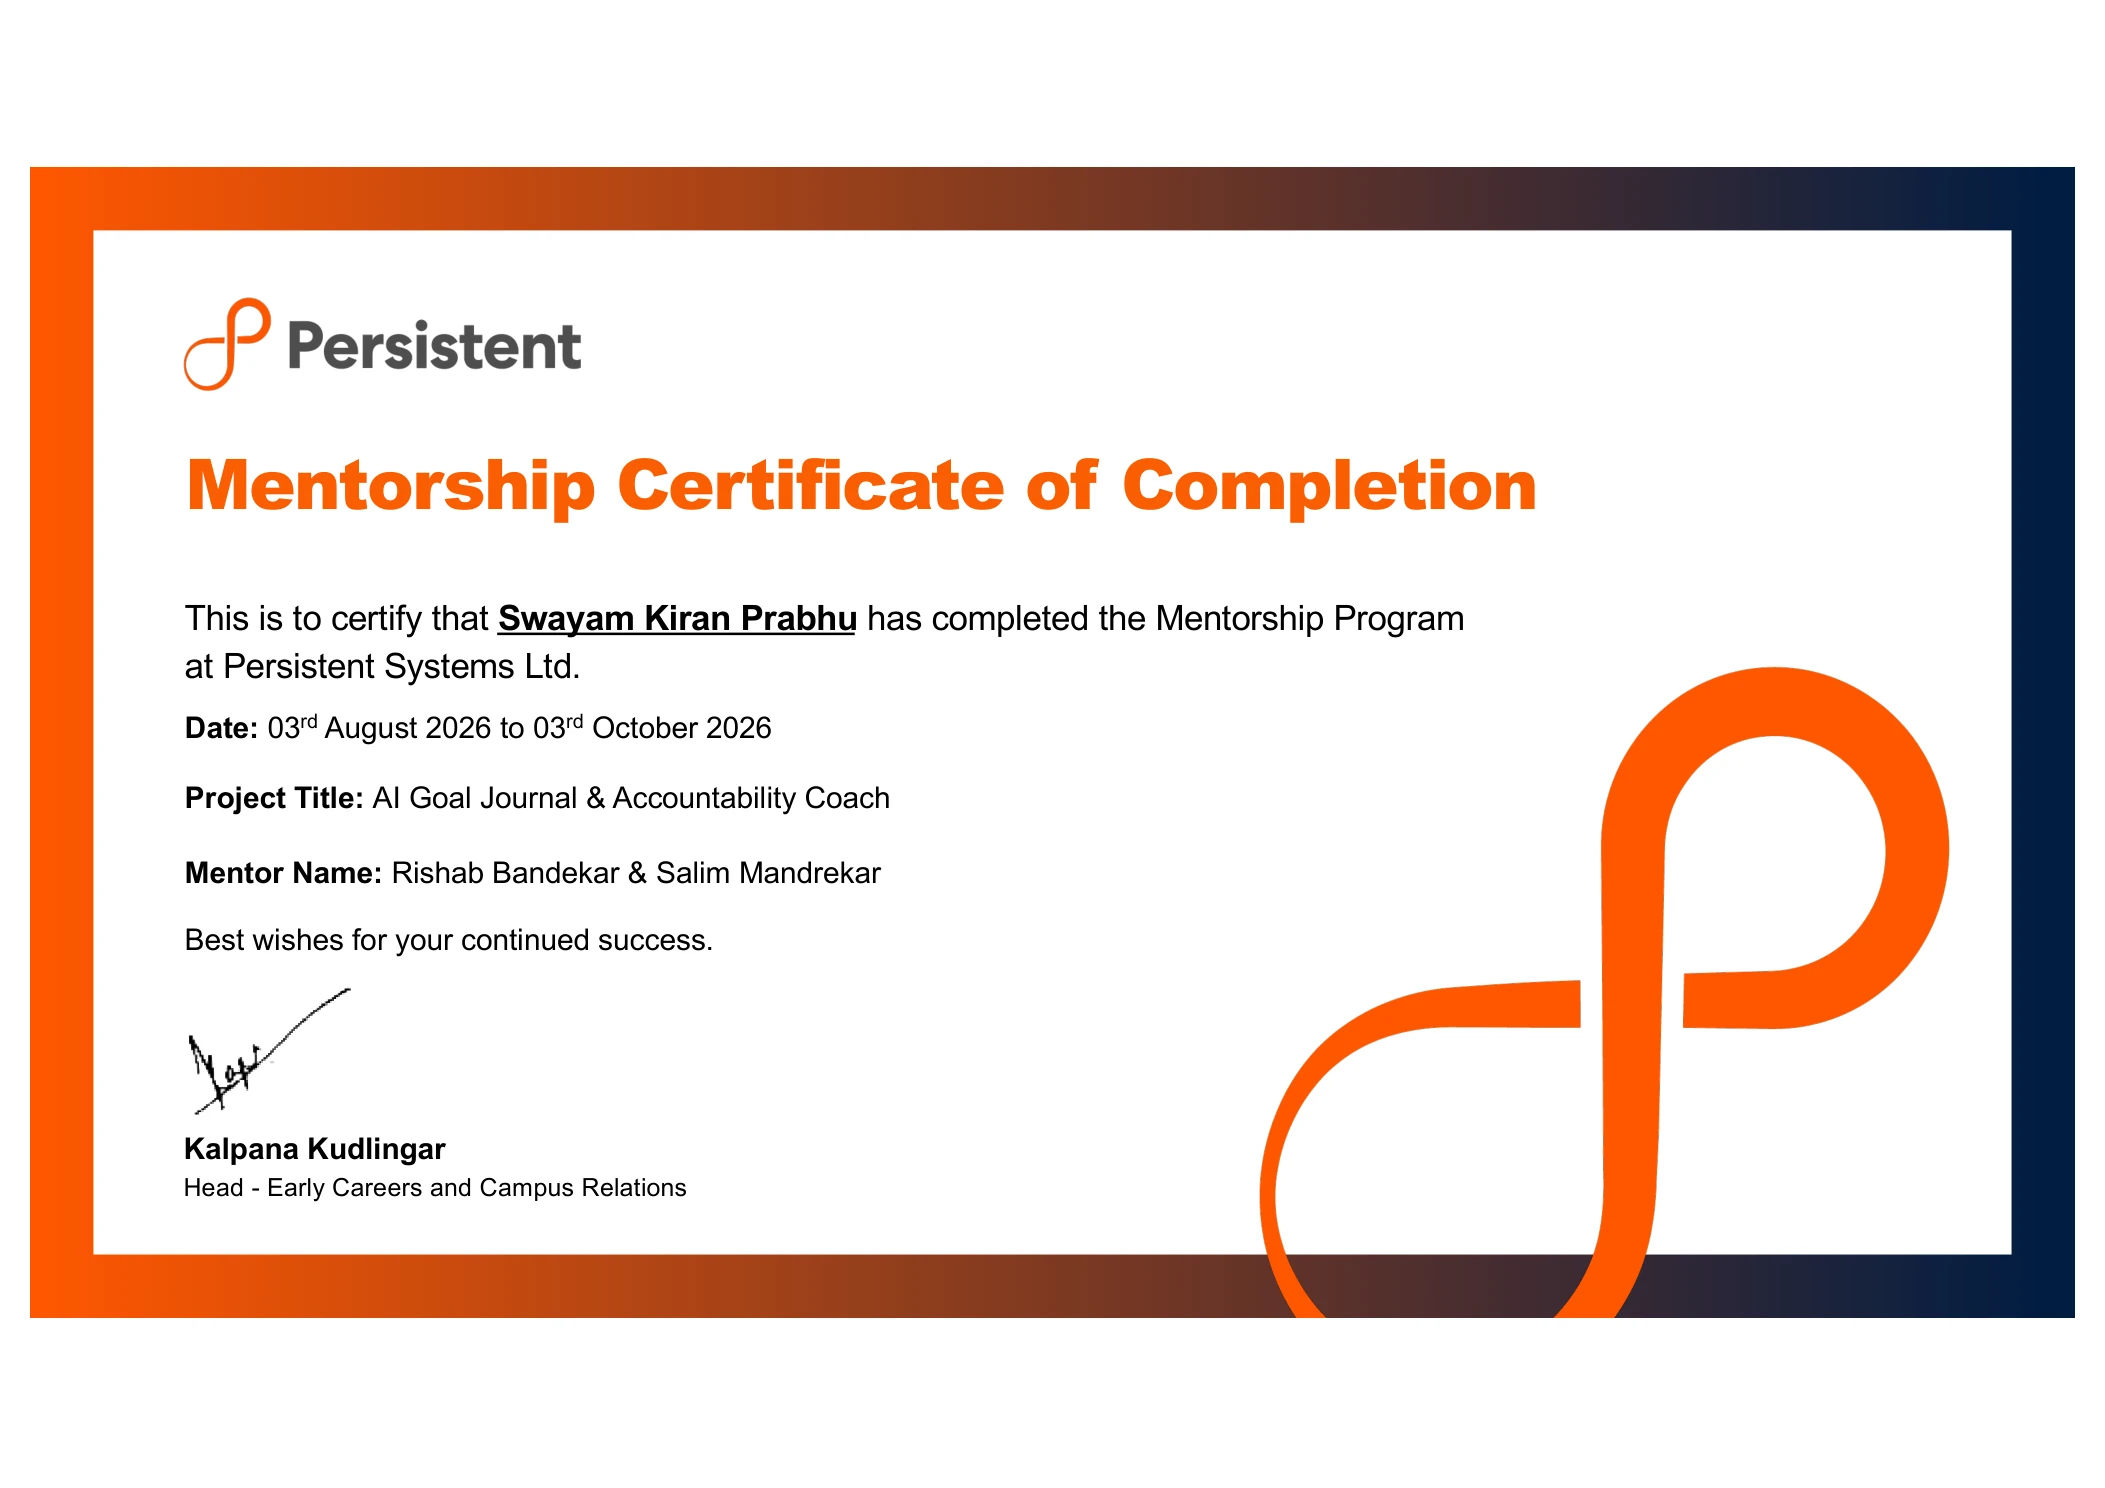 Persistent
Mentorship Certificate of Completion
This is to certify that Swayam Kiran Prabhu has completed the Mentorship Program
at Persistent Systems Ltd.
Date: 03rd August 2026 to 03rd October 2026
Project Title: AI Goal Journal & Accountability Coach
Mentor Name: Rishab Bandekar & Salim Mandrekar
Best wishes for your continued success.
Kalpana Kudlingar
Head - Early Careers and Campus Relations